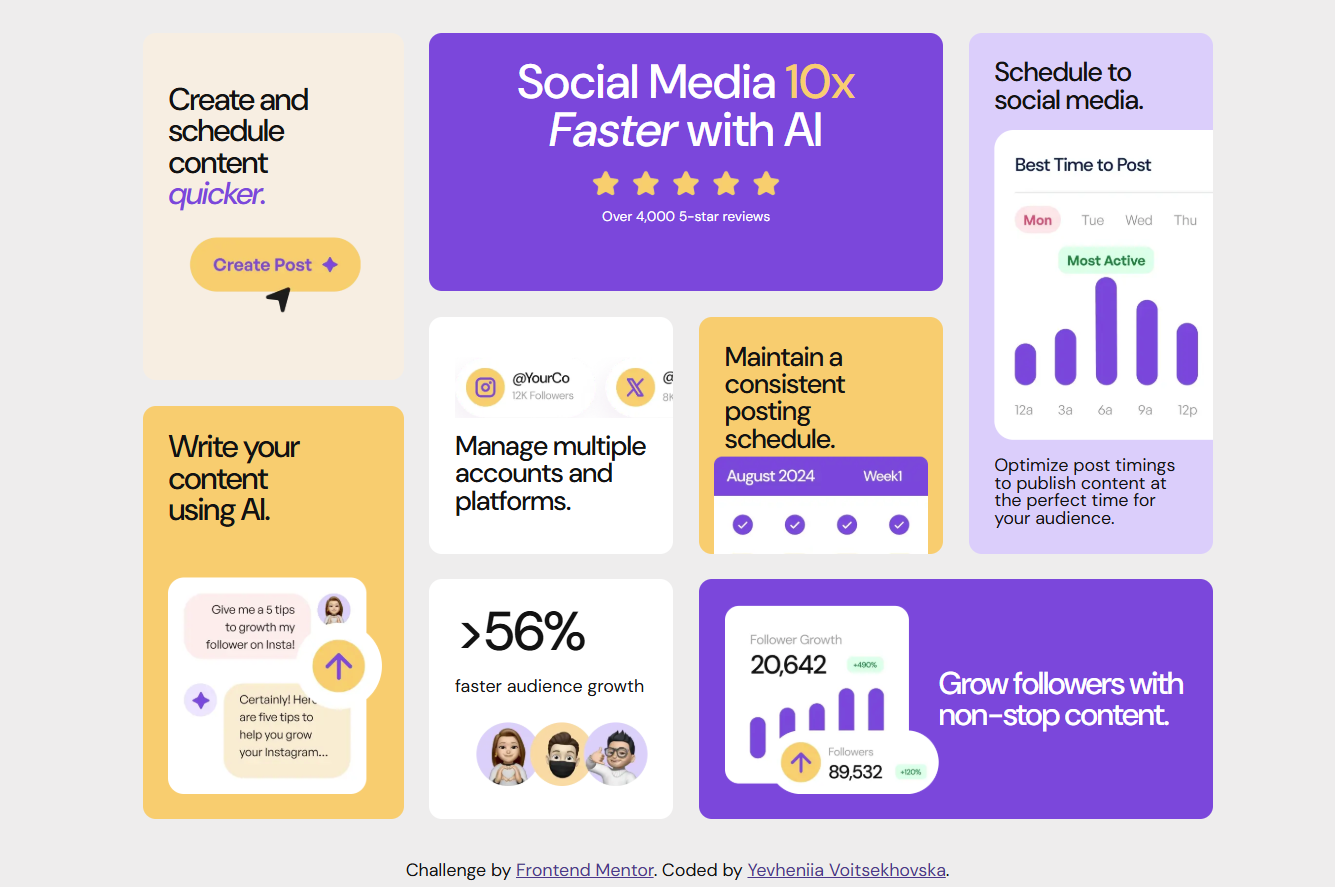 Create and
schedule
content
quicker.
Create Post
Social Media 10x
Faster with AI
Over 4,000 5-star reviews
Schedule to
social media.
Best Time to Post
Mon Tue Wed Thu
Most Active
12a 3a 6a 9a 12p
Optimize post timings
to publish content at
the perfect time for
your audience.
@YourCo
12K Followers
@
8K
Manage multiple
accounts and
platforms.
Maintain a
consistent
posting
schedule.
August 2024 Week1
Write your
content
using AI.
Give me a 5 tips
to growth my
follower on Insta!
Certainly! Here
are five tips to
help you grow
your Instagram...
>56%
faster audience growth
Follower Growth
20,642 +490%
Followers
89,532 +120%
Grow followers with
non-stop content.
Challenge by Frontend Mentor. Coded by Yevheniia Voitsekhovska.